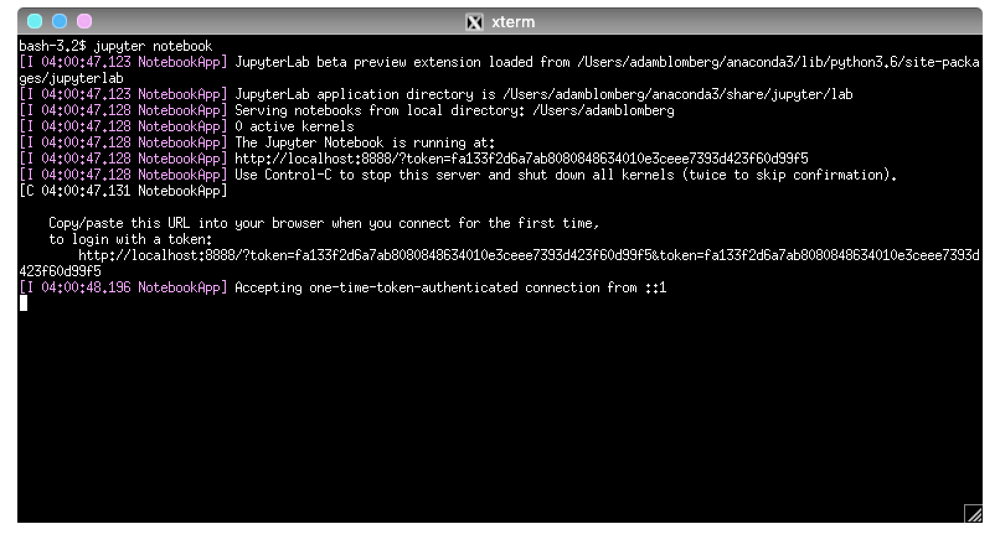 xterm
bash-3.2$ jupyter notebook
[I 04:00:47.123 NotebookApp] JupyterLab beta preview extension loaded from /Users/adamblomberg/anaconda3/lib/python3.6/site-packa
ges/jupyterlab
[I 04:00:47.123 NotebookApp] JupyterLab application directory is /Users/adamblomberg/anaconda3/share/jupyter/lab
[I 04:00:47.128 NotebookApp] Serving notebooks from local directory: /Users/adamblomberg
[I 04:00:47.128 NotebookApp] 0 active kernels
[I 04:00:47.128 NotebookApp] The Jupyter Notebook is running at:
[I 04:00:47.128 NotebookApp] http://localhost:8888/?token=fa133f2d6a7ab8080848634010e3ceee7393d423f60d99f5
[I 04:00:47.128 NotebookApp] Use Control-C to stop this server and shut down all kernels (twice to skip confirmation).
[C 04:00:47.131 NotebookApp]
Copy/paste this URL into your browser when you connect for the first time,
to login with a token:
http://localhost:8888/?token=fa133f2d6a7ab8080848634010e3ceee7393d423f60d99f5&token=fa133f2d6a7ab8080848634010e3ceee7393d
423f60d99f5
[I 04:00:48.196 NotebookApp] Accepting one-time-token-authenticated connection from ::1